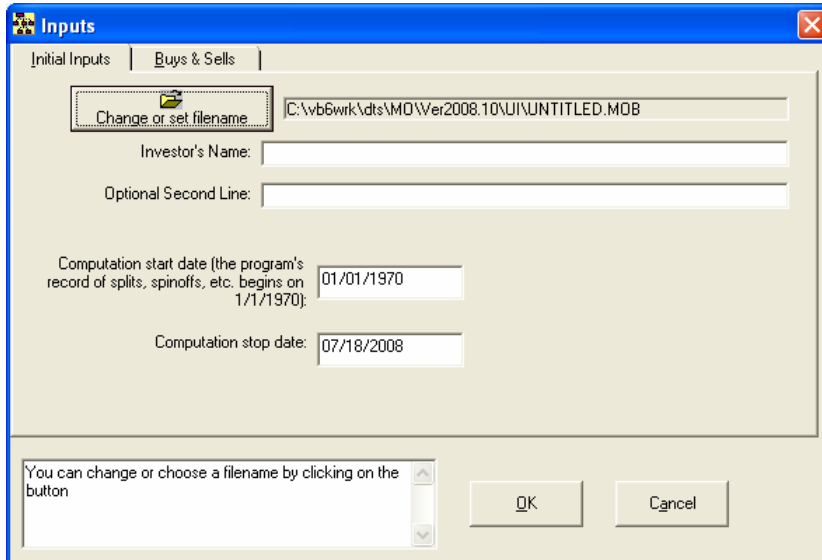 Inputs
Initial Inputs
Buys & Sells
Change or set filename
C:\vb6wrk\dts\MO\Ver2008.10\UI\UNTITLED.MOB
Investor's Name:
Optional Second Line:
Computation start date (the program's
record of splits, spinoffs, etc. begins on
1/1/1970):
01/01/1970
Computation stop date:
07/18/2008
You can change or choose a filename by clicking on the
button
OK
Cancel